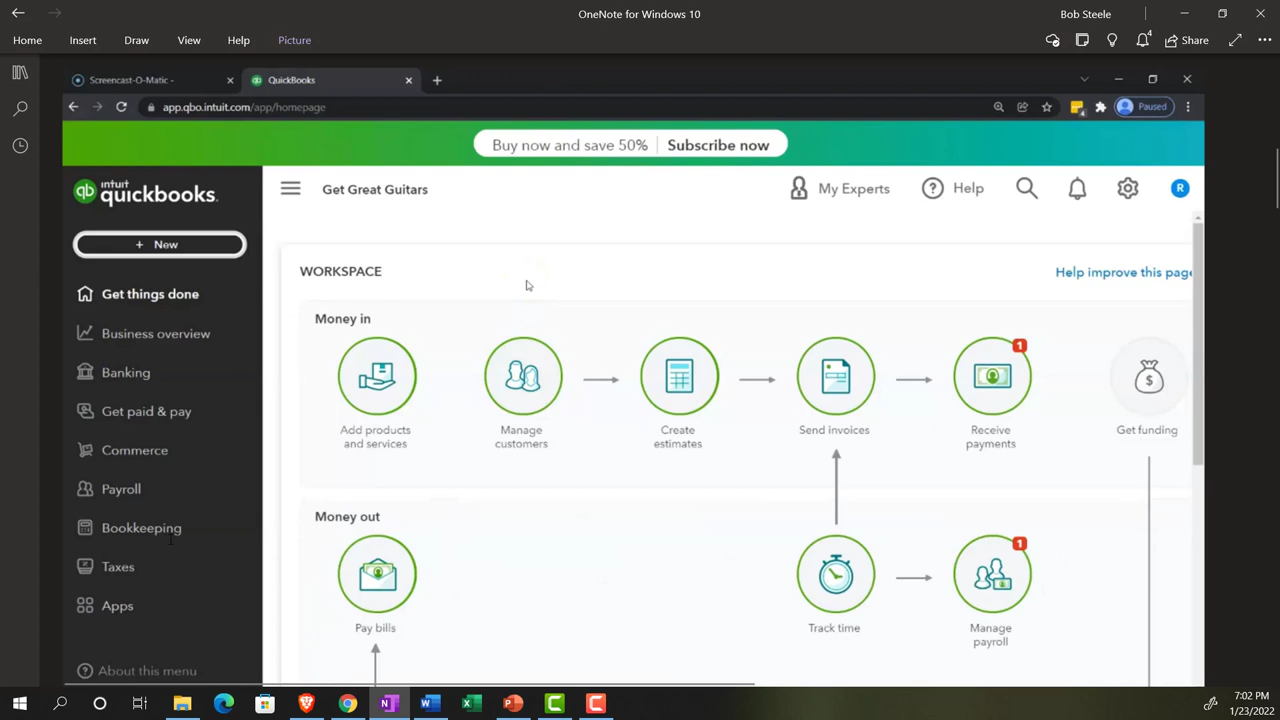 OneNote for Windows 10
Bob Steele
Home
Insert
Draw
View
Help
Picture
4
Share
Screencast-O-Matic -
QuickBooks
app.qbo.intuit.com/app/homepage
4
Paused
Buy now and save 50%
Subscribe now
qb
intuit
quickbooks.
Get Great Guitars
My Experts
Help
R
+ New
WORKSPACE
Help improve this page
Get things done
Business overview
Banking
Get paid & pay
Commerce
Payroll
Bookkeeping
Taxes
Apps
About this menu
Money in
1
Add products
and services
Manage
customers
Create
estimates
Send invoices
Receive
payments
Get funding
Money out
1
Pay bills
Track time
Manage
payroll
7:02 PM
1/23/2022